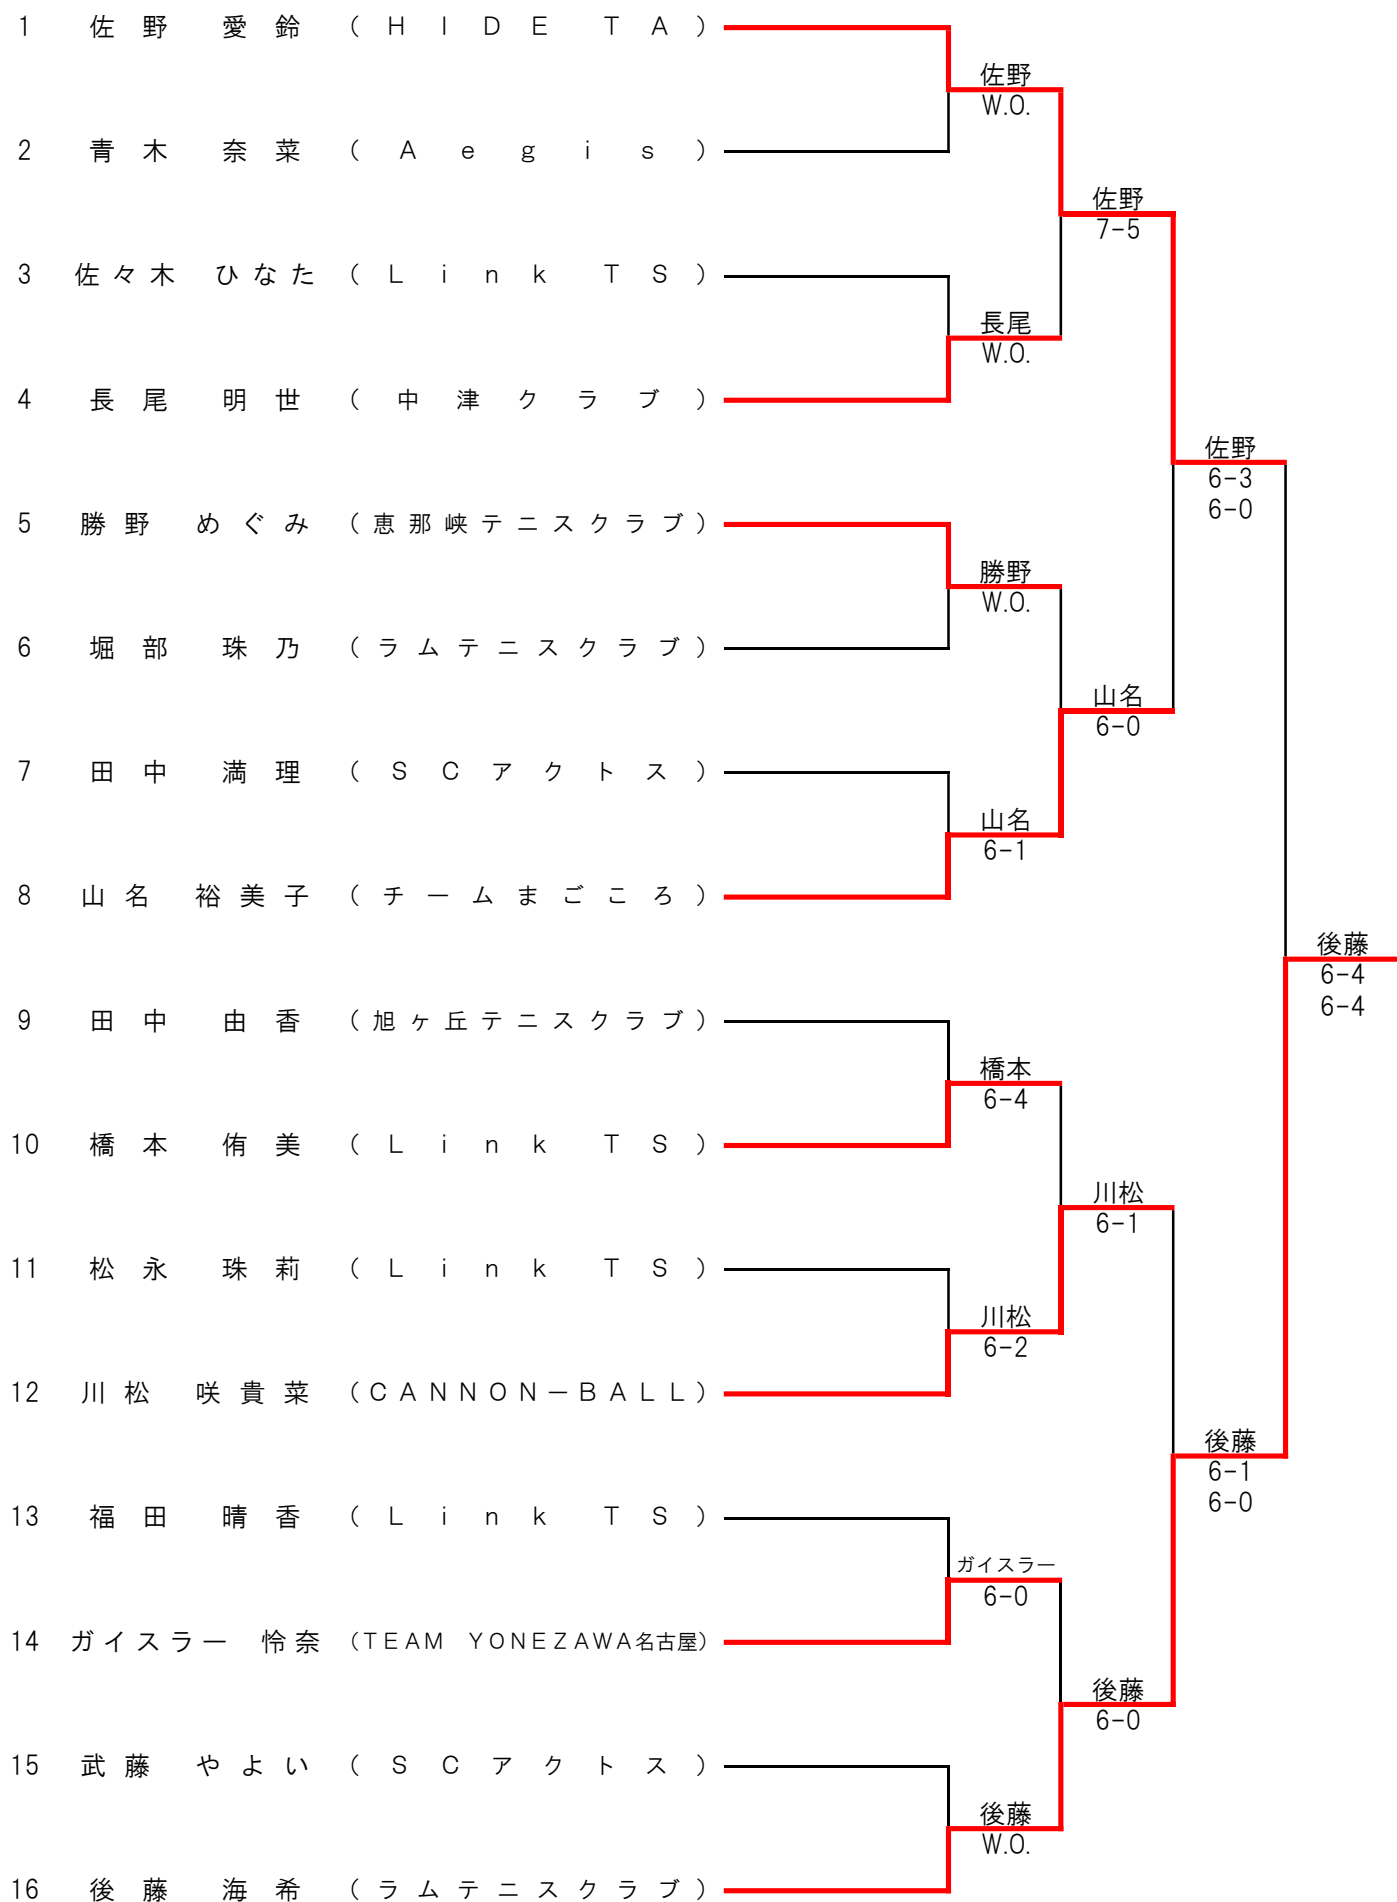 1 佐野 愛鈴 (HIDE TA)
佐野
W.O.
2 青木 奈菜 (Aegis)
佐野
7-5
3 佐々木 ひなた (Link TS)
長尾
W.O.
4 長尾 明世 (中津クラブ)
佐野
6-3
6-0
5 勝野 めぐみ (恵那峡テニスクラブ)
勝野
W.O.
6 堀部 珠乃 (ラムテニスクラブ)
山名
6-0
7 田中 満理 (SCアクトス)
山名
6-1
8 山名 裕美子 (チームまごころ)
後藤
6-4
6-4
9 田中 由香 (旭ヶ丘テニスクラブ)
橋本
6-4
10 橋本 侑美 (Link TS)
川松
6-1
11 松永 珠莉 (Link TS)
川松
6-2
12 川松 咲貴菜 (CANNON-BALL)
後藤
6-1
6-0
13 福田 晴香 (Link TS)
ガイスラー
6-0
14 ガイスラー 怜奈 (TEAM YONEZAWA名古屋)
後藤
6-0
15 武藤 やよい (SCアクトス)
後藤
W.O.
16 後藤 海希 (ラムテニスクラブ)